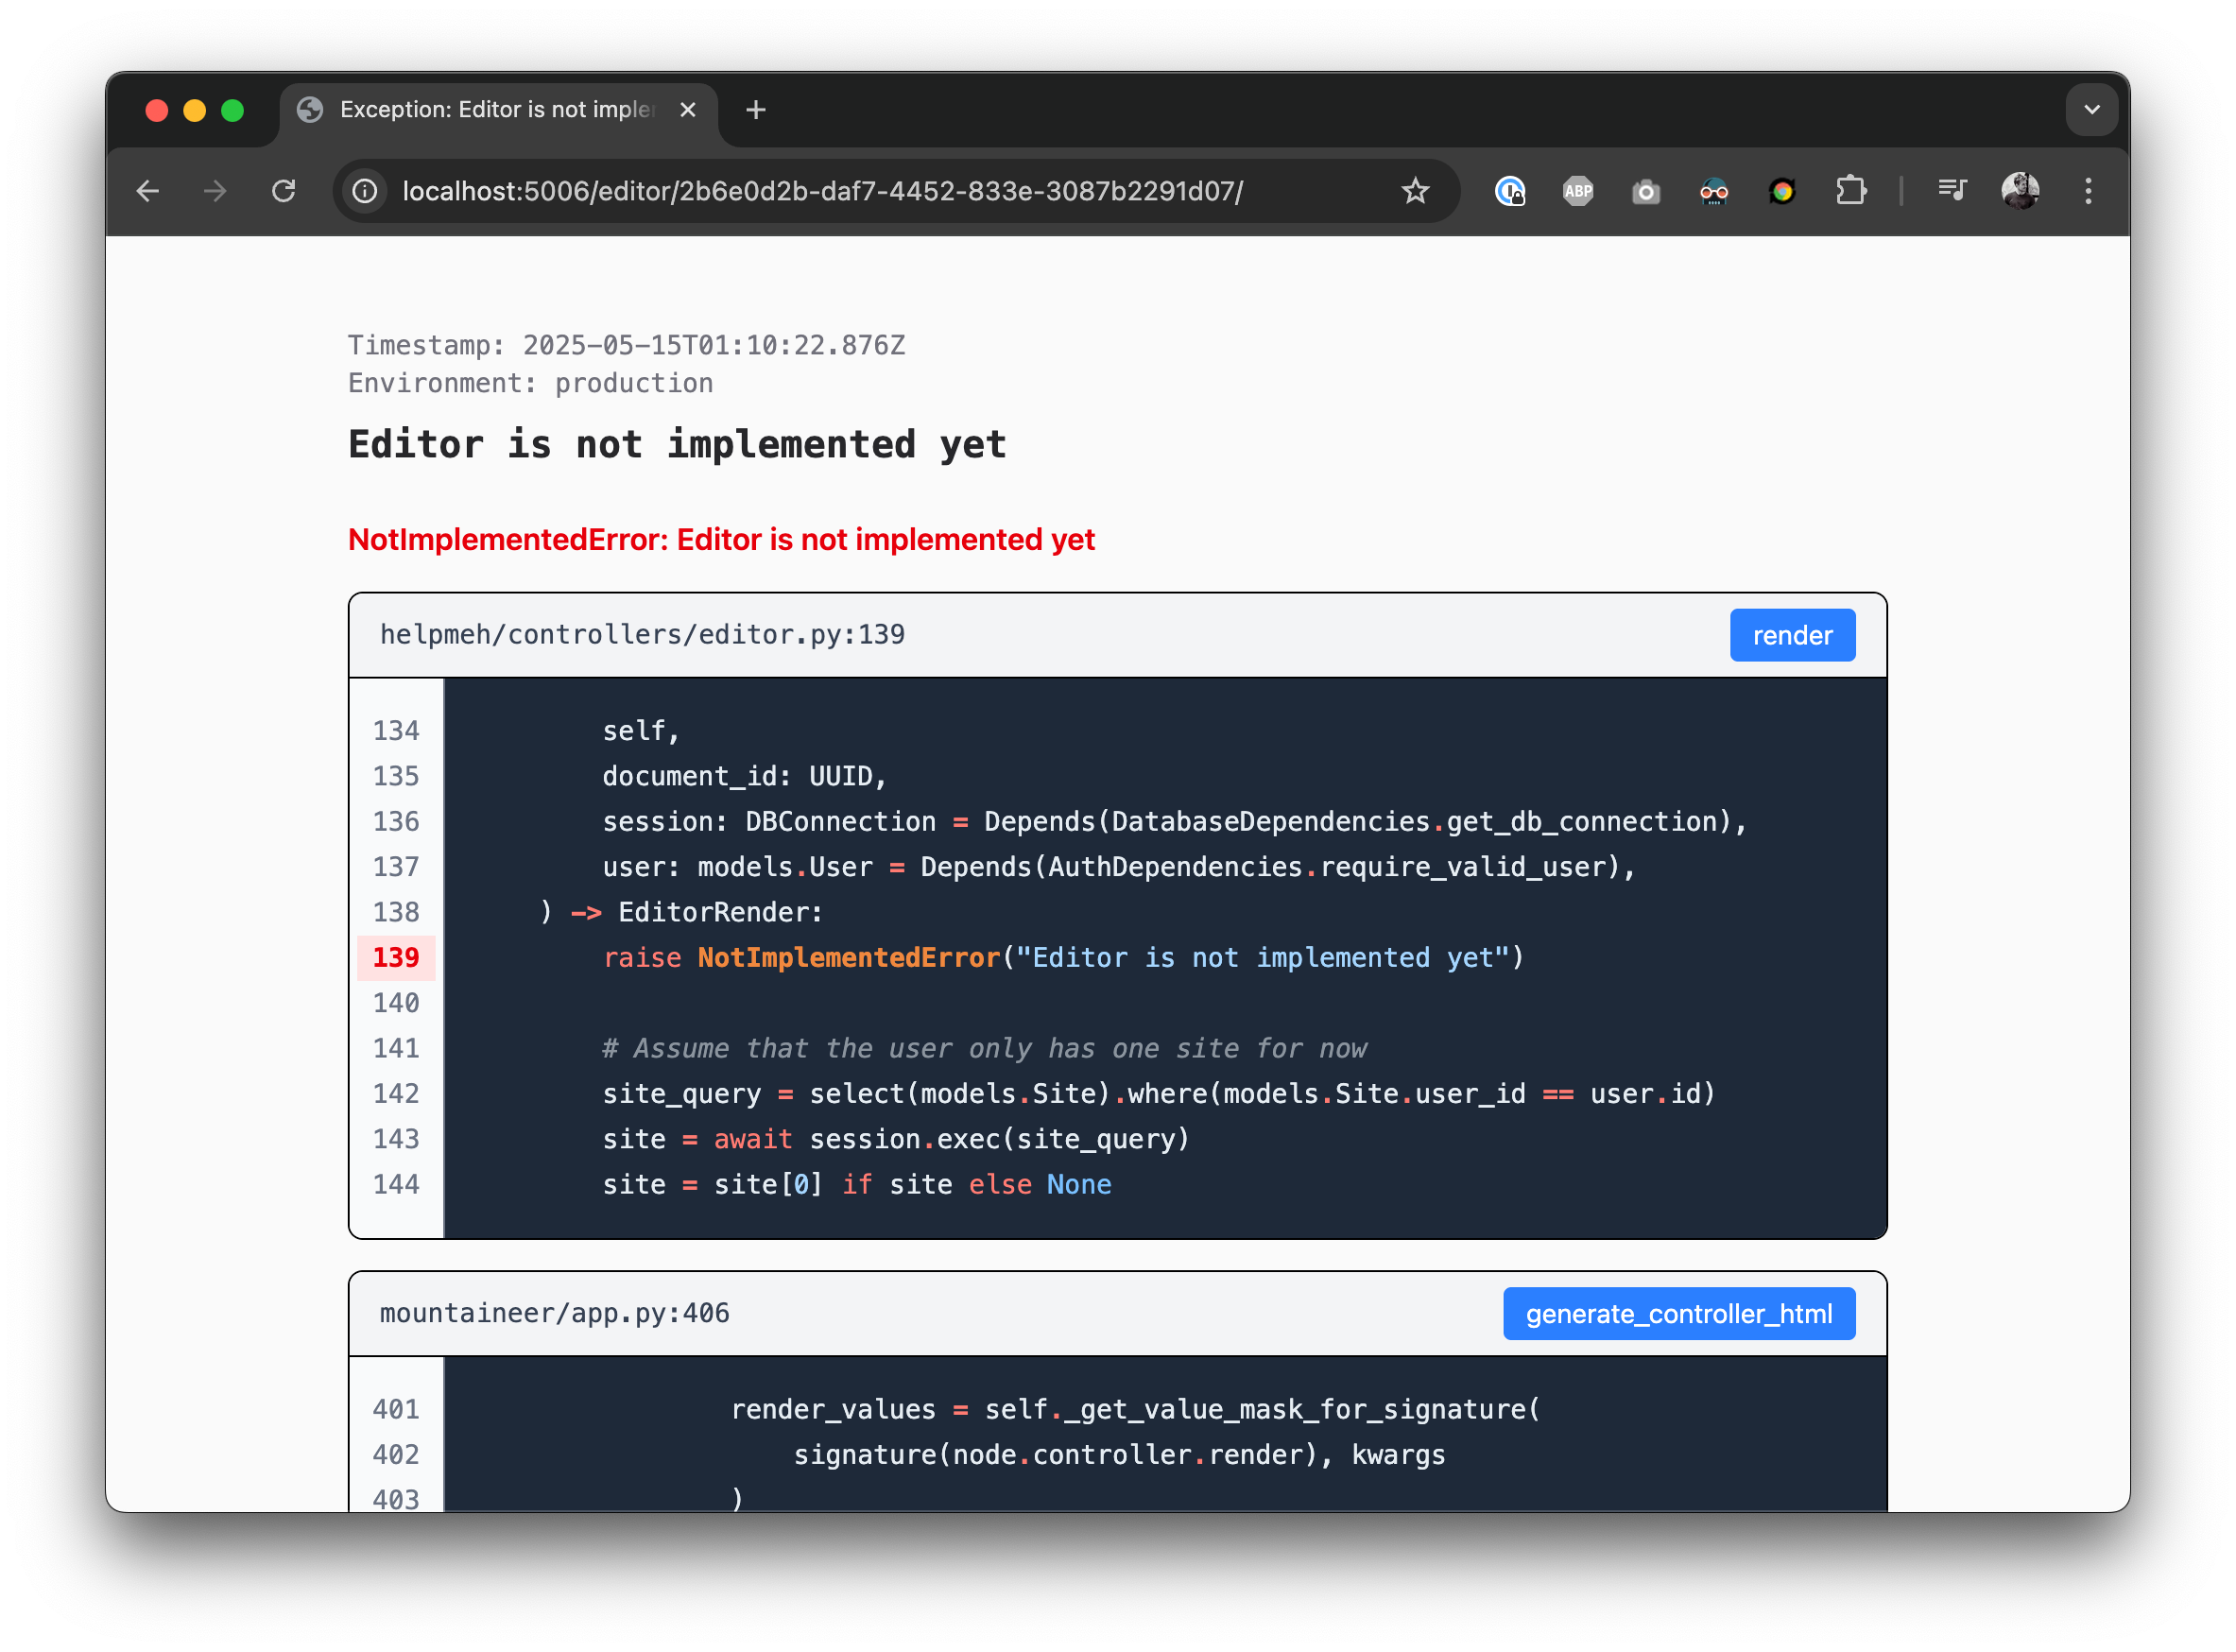 Exception: Editor is not imple
localhost:5006/editor/2b6e0d2b-daf7-4452-833e-3087b2291d07/
ABP
Timestamp: 2025-05-15T01:10:22.876Z
Environment: production
Editor is not implemented yet
NotImplementedError: Editor is not implemented yet
helpmeh/controllers/editor.py:139 render
134 self,
135 document_id: UUID,
136 session: DBConnection = Depends(DatabaseDependencies.get_db_connection),
137 user: models.User = Depends(AuthDependencies.require_valid_user),
138 ) -> EditorRender:
139 raise NotImplementedError("Editor is not implemented yet")
140
141 # Assume that the user only has one site for now
142 site_query = select(models.Site).where(models.Site.user_id == user.id)
143 site = await session.exec(site_query)
144 site = site[0] if site else None
mountaineer/app.py:406 generate_controller_html
401 render_values = self._get_value_mask_for_signature(
402 signature(node.controller.render), kwargs
403 )